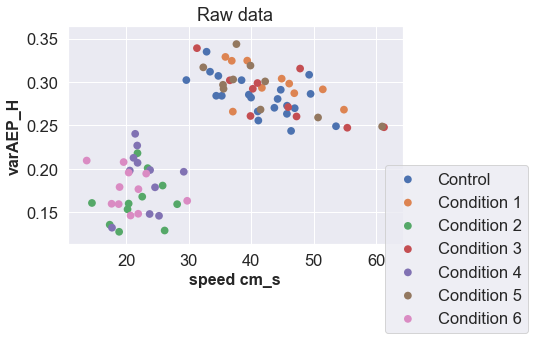 Raw data
0.35
0.30
0.25
0.20
0.15
varAEP_H
20 30 40 50 60
speed cm_s
Control
Condition 1
Condition 2
Condition 3
Condition 4
Condition 5
Condition 6